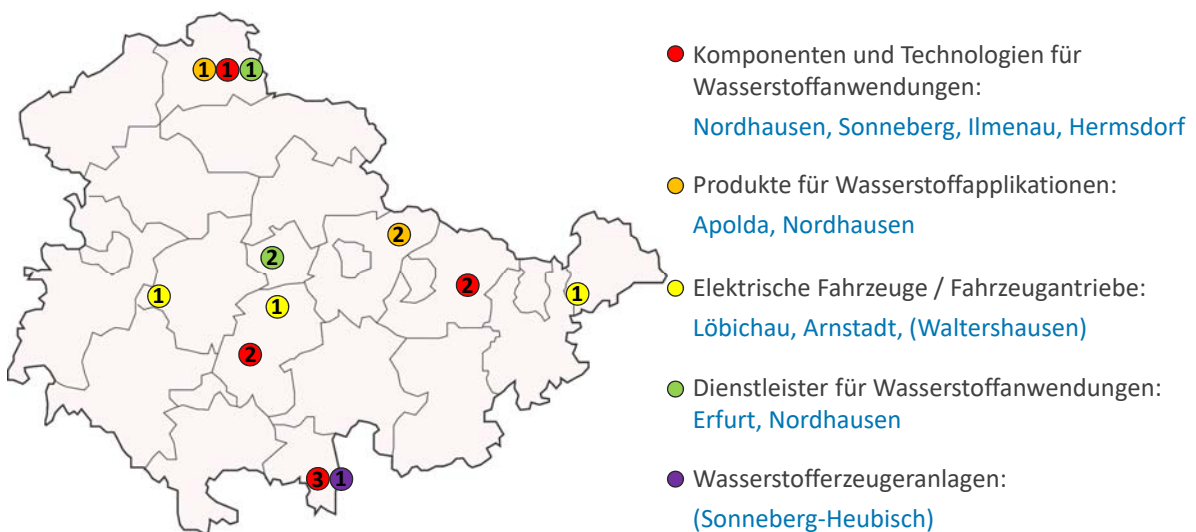 1 1 1
2
2
2
1
1
1
2
3 1
Komponenten und Technologien für
Wasserstoffanwendungen:
Nordhausen, Sonneberg, Ilmenau, Hermsdorf
Produkte für Wasserstoffapplikationen:
Apolda, Nordhausen
Elektrische Fahrzeuge / Fahrzeugantriebe:
Löbichau, Arnstadt, (Waltershausen)
Dienstleister für Wasserstoffanwendungen:
Erfurt, Nordhausen
Wasserstofferzeugeranlagen:
(Sonneberg-Heubisch)